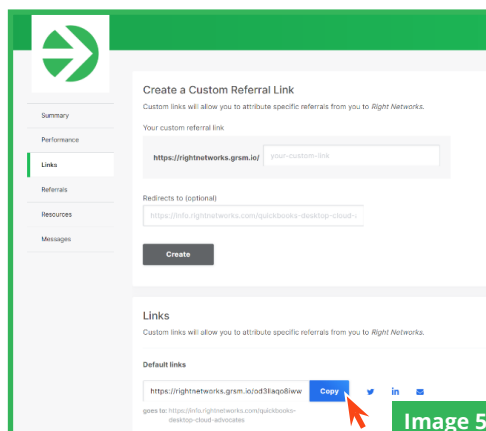 Create a Custom Referral Link
Custom links will allow you to attribute specific referrals from you to Right Networks.
Your custom referral link
https://rightnetworks.grsm.io/ your-custom-link
Redirects to (optional)
https://info.rightnetworks.com/quickbooks-desktop-cloud-
Create
Summary
Performance
Links
Referrals
Resources
Messages
Links
Custom links will allow you to attribute specific referrals from you to Right Networks.
Default links
https://rightnetworks.grsm.io/od3llaqo8iww Copy
goes to: https://info.rightnetworks.com/quickbooks-
desktop-cloud-advocates
Image 5